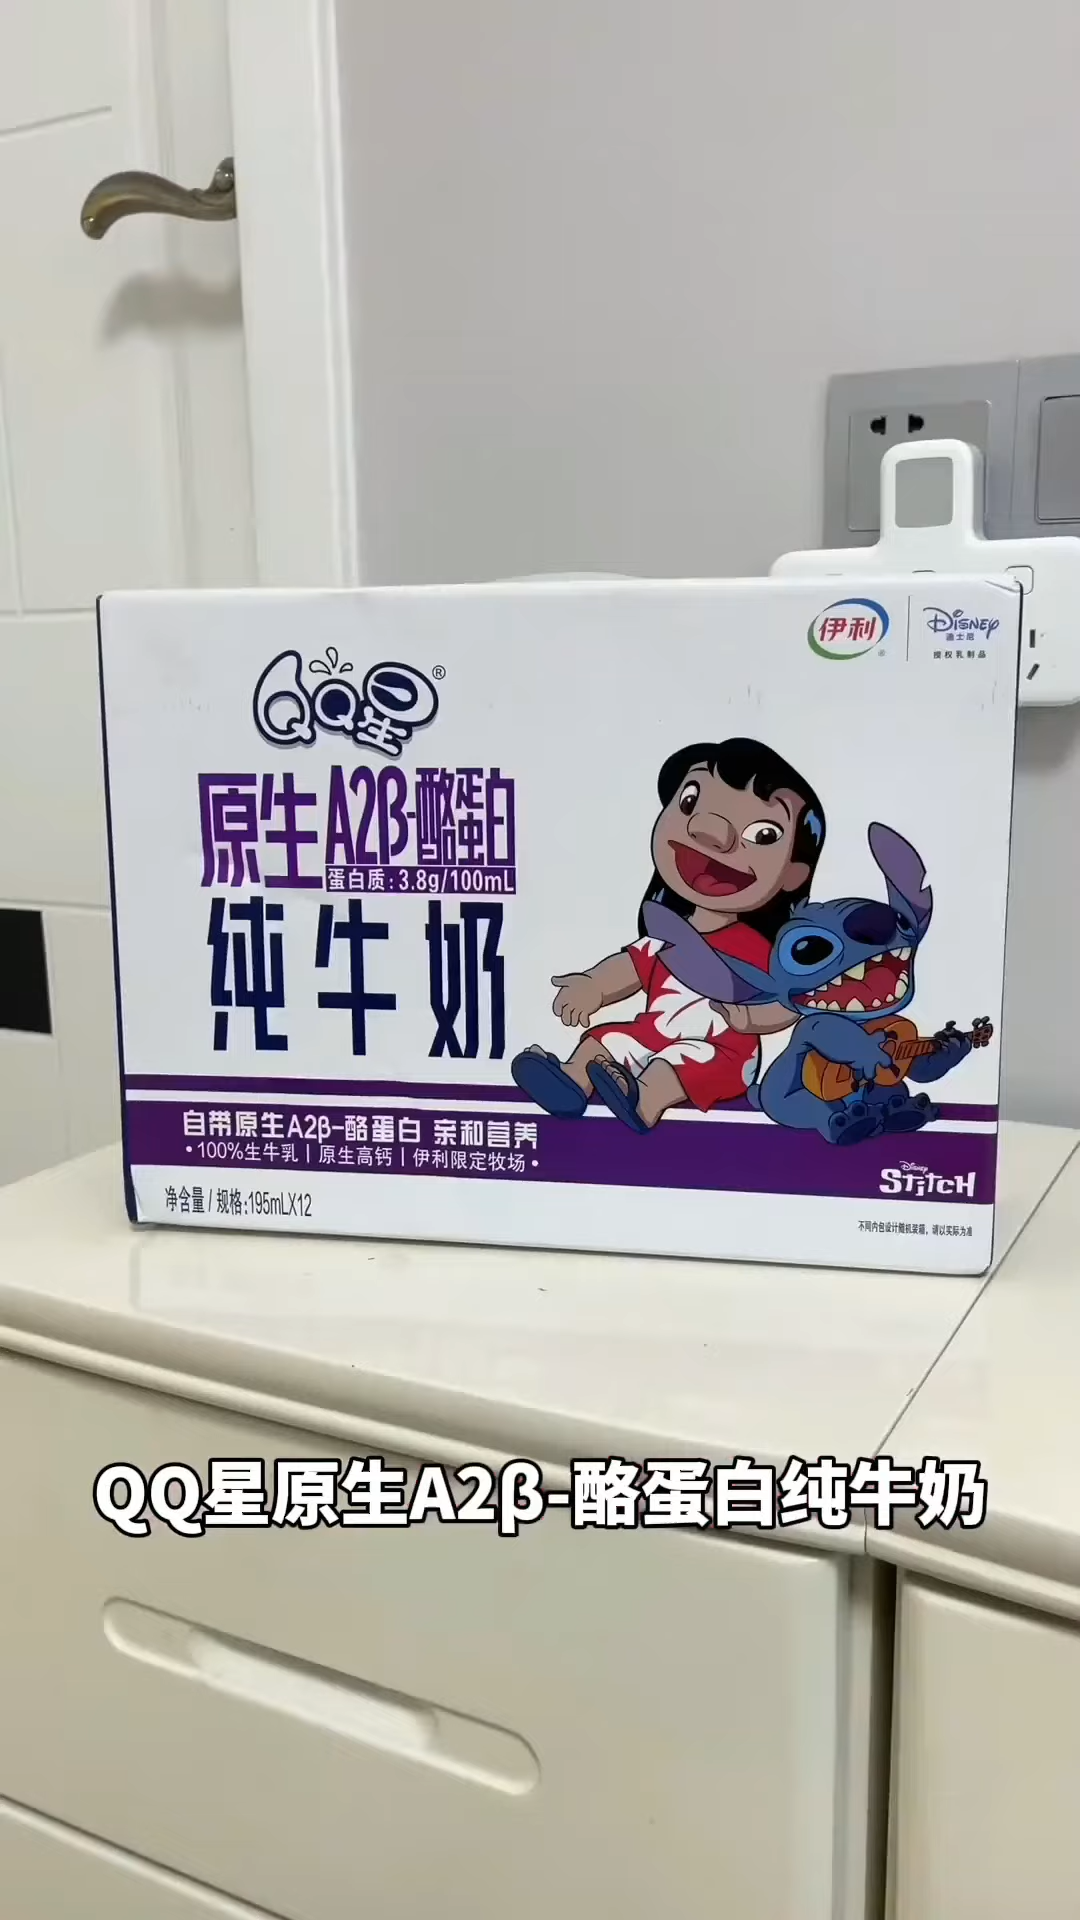 伊利
Disney
迪士尼
授权乳制品
QQ星®
原生A2β-酪蛋白
蛋白质:3.8g/100mL
纯牛奶
自带原生A2β-酪蛋白 亲和营养
·100%生牛乳丨原生高钙丨伊利限定牧场·
Disney
Stitch
净含量/规格:195mLX12
不同内包设计随机装箱，请以实际为准
QQ星原生A2β-酪蛋白纯牛奶